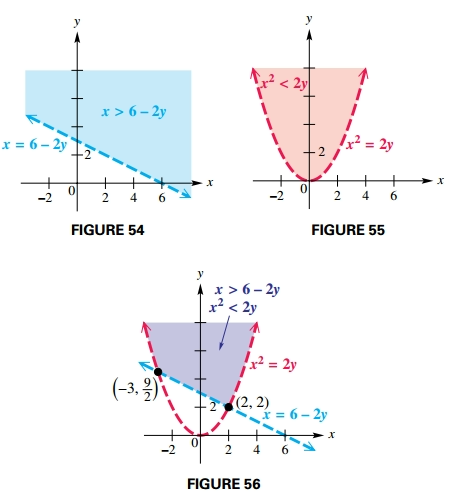 y
x > 6 – 2y
x = 6 – 2y
2
–2 0 2 4 6 x
FIGURE 54
y
x² < 2y
x² = 2y
2
–2 0 2 4 6 x
FIGURE 55
y
x > 6 – 2y
x² < 2y
x² = 2y
(–3, 9/2)
2
(2, 2)
x = 6 – 2y
–2 0 2 4 6 x
FIGURE 56